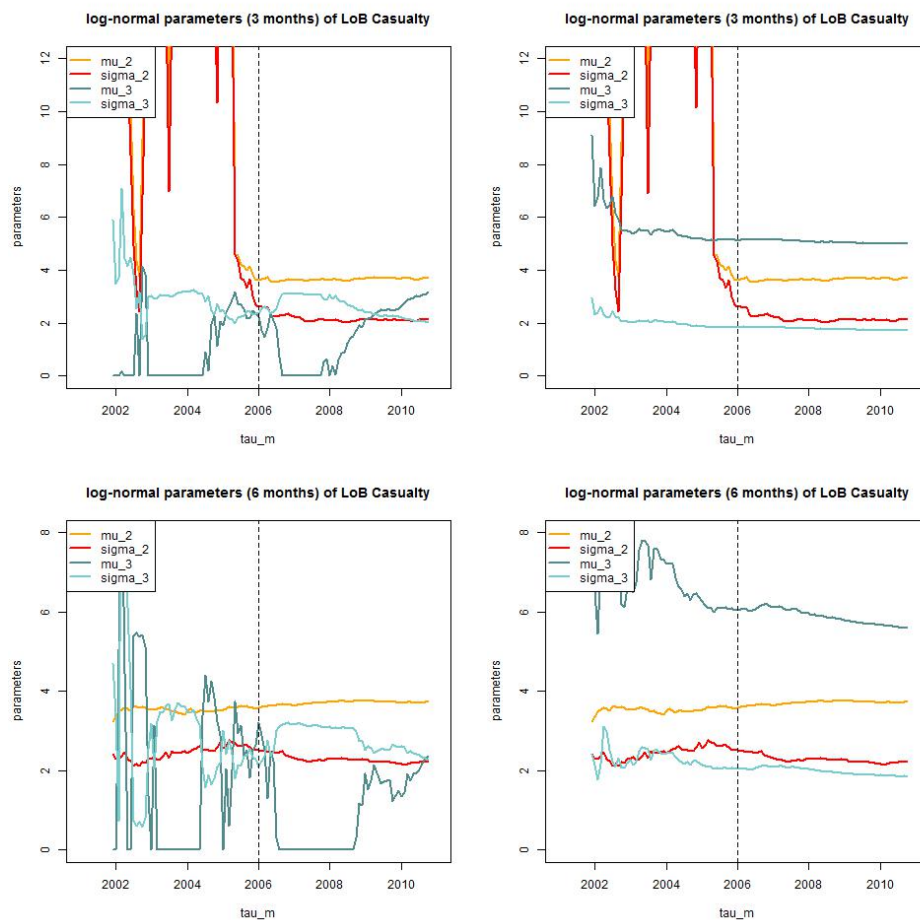 log-normal parameters (3 months) of LoB Casualty
mu_2
sigma_2
mu_3
sigma_3
parameters
0
2
4
6
8
10
12
2002
2004
2006
2008
2010
tau_m
log-normal parameters (3 months) of LoB Casualty
mu_2
sigma_2
mu_3
sigma_3
parameters
0
2
4
6
8
10
12
2002
2004
2006
2008
2010
tau_m
log-normal parameters (6 months) of LoB Casualty
mu_2
sigma_2
mu_3
sigma_3
parameters
0
2
4
6
8
2002
2004
2006
2008
2010
tau_m
log-normal parameters (6 months) of LoB Casualty
mu_2
sigma_2
mu_3
sigma_3
parameters
0
2
4
6
8
2002
2004
2006
2008
2010
tau_m